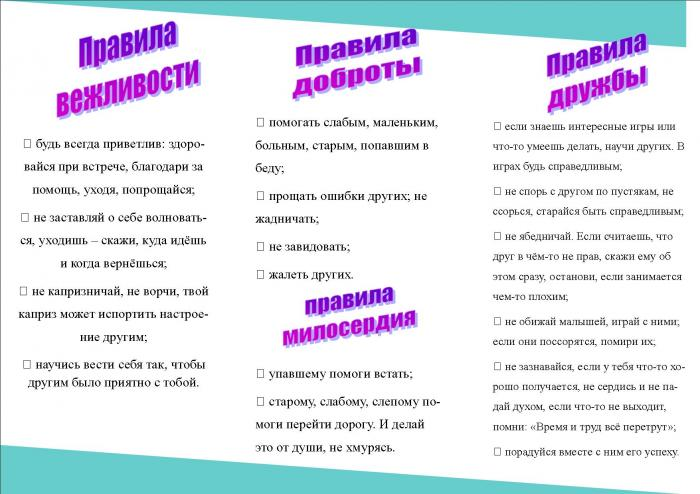 Правила
вежливости
будь всегда приветлив: здоро-
вайся при встрече, благодари за
помощь, уходя, попрощайся;
не заставляй о себе волновать-
ся, уходишь – скажи, куда идёшь
и когда вернёшься;
не капризничай, не ворчи, твой
каприз может испортить настрое-
ние другим;
научись вести себя так, чтобы
другим было приятно с тобой.
Правила
доброты
помогать слабым, маленьким,
больным, старым, попавшим в
беду;
прощать ошибки других; не
жадничать;
не завидовать;
жалеть других.
правила
милосердия
упавшему помоги встать;
старому, слабому, слепому по-
моги перейти дорогу. И делай
это от души, не хмурясь.
Правила
дружбы
если знаешь интересные игры или
что-то умеешь делать, научи других. В
играх будь справедливым;
не спорь с другом по пустякам, не
ссорься, старайся быть справедливым;
не ябедничай. Если считаешь, что
друг в чём-то не прав, скажи ему об
этом сразу, останови, если занимается
чем-то плохим;
не обижай малышей, играй с ними;
если они поссорятся, помири их;
не зазнавайся, если у тебя что-то хо-
рошо получается, не сердись и не па-
дай духом, если что-то не выходит,
помни: «Время и труд всё перетрут»;
порадуйся вместе с ним его успеху.